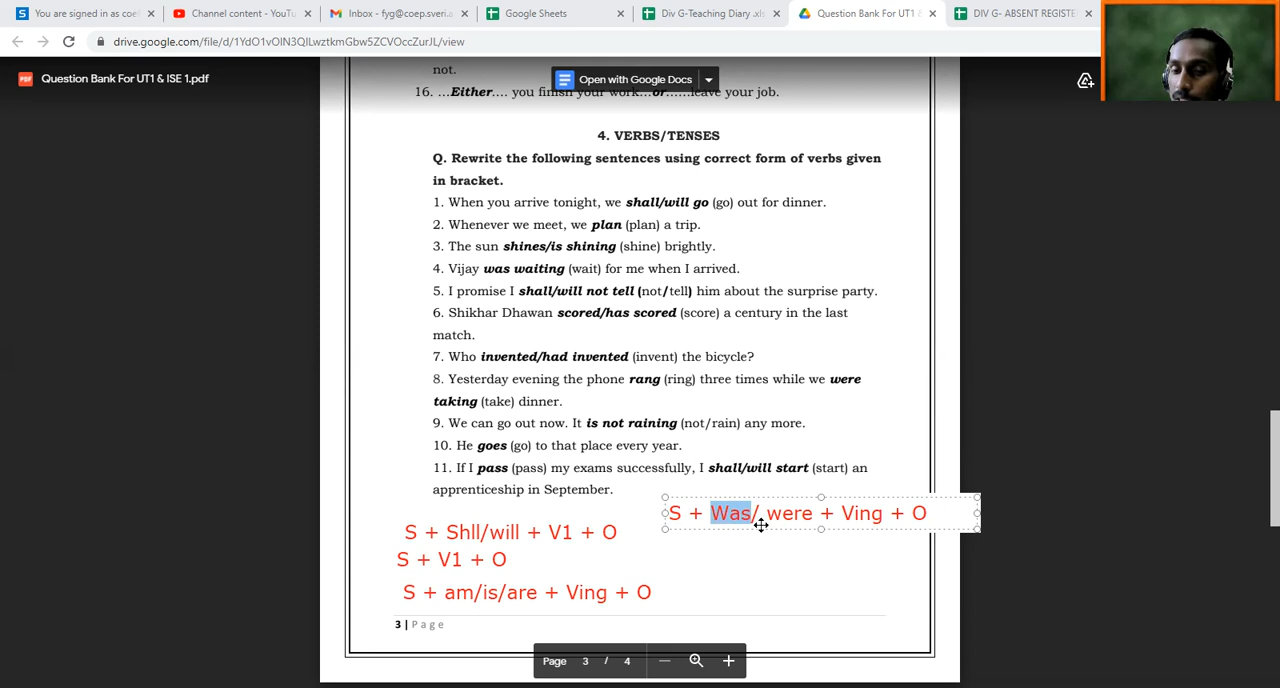 You are signed in as coe
Channel content - YouTu
Inbox - fyg@coep.sveri.a
Google Sheets
Div G-Teaching Diary .xls
Question Bank For UT1 &
DIV G- ABSENT REGISTE
drive.google.com/file/d/1YdO1vOlN3QlLwztkmGbw5ZCVOccZurJL/view
Question Bank For UT1 & ISE 1.pdf
Open with Google Docs
not.
16. ...Either.... you finish your work...or......leave your job.
4. VERBS/TENSES
Q. Rewrite the following sentences using correct form of verbs given
in bracket.
1. When you arrive tonight, we shall/will go (go) out for dinner.
2. Whenever we meet, we plan (plan) a trip.
3. The sun shines/is shining (shine) brightly.
4. Vijay was waiting (wait) for me when I arrived.
5. I promise I shall/will not tell (not/tell) him about the surprise party.
6. Shikhar Dhawan scored/has scored (score) a century in the last
match.
7. Who invented/had invented (invent) the bicycle?
8. Yesterday evening the phone rang (ring) three times while we were
taking (take) dinner.
9. We can go out now. It is not raining (not/rain) any more.
10. He goes (go) to that place every year.
11. If I pass (pass) my exams successfully, I shall/will start (start) an
apprenticeship in September.
S + Was/ were + Ving + O
S + Shll/will + V1 + O
S + V1 + O
S + am/is/are + Ving + O
3 | Page
Page 3 / 4